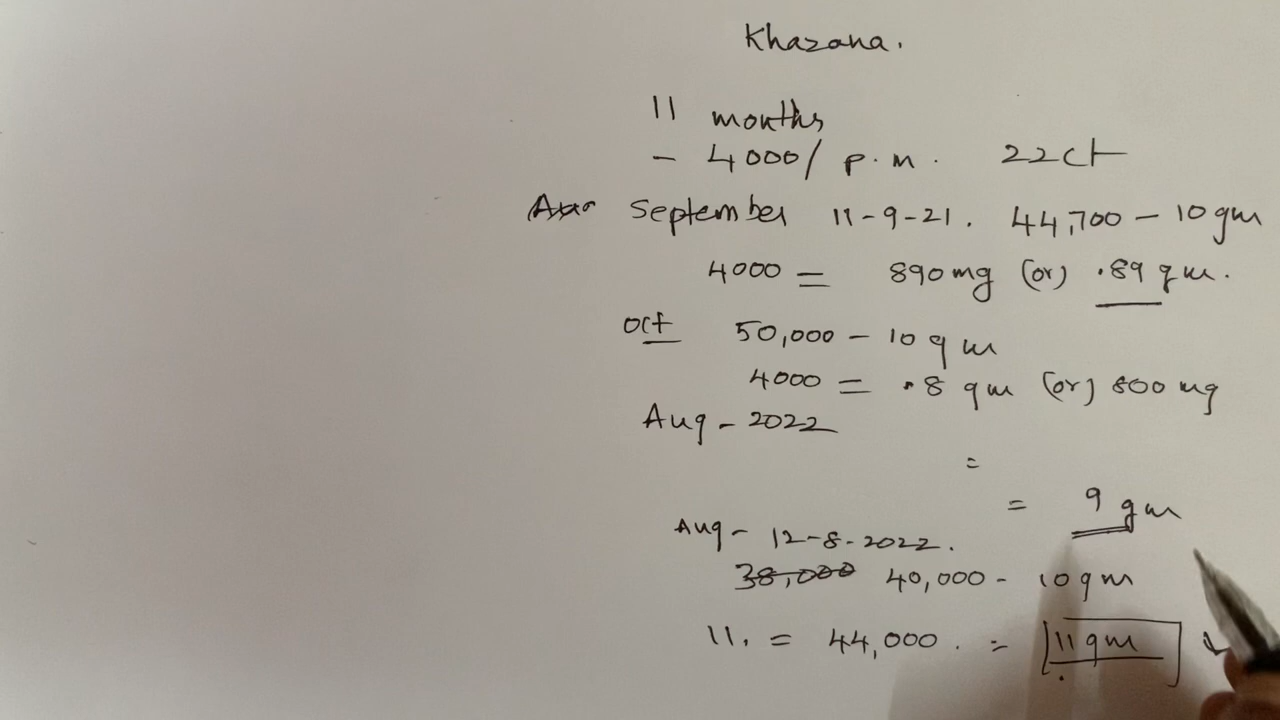 Khazana.
11 months
- 4000/ p.m. 22ct
September 11-9-21. 44,700 - 10 gm
4000 = 890 mg (or) .89 gm.
Oct 50,000 - 10 gm
4000 = .8 gm (or) 800 mg
Aug - 2022
=
= 9 gm
Aug - 12-8-2022.
38,000 40,000 - 10 gm
11. = 44,000. = 11 gm